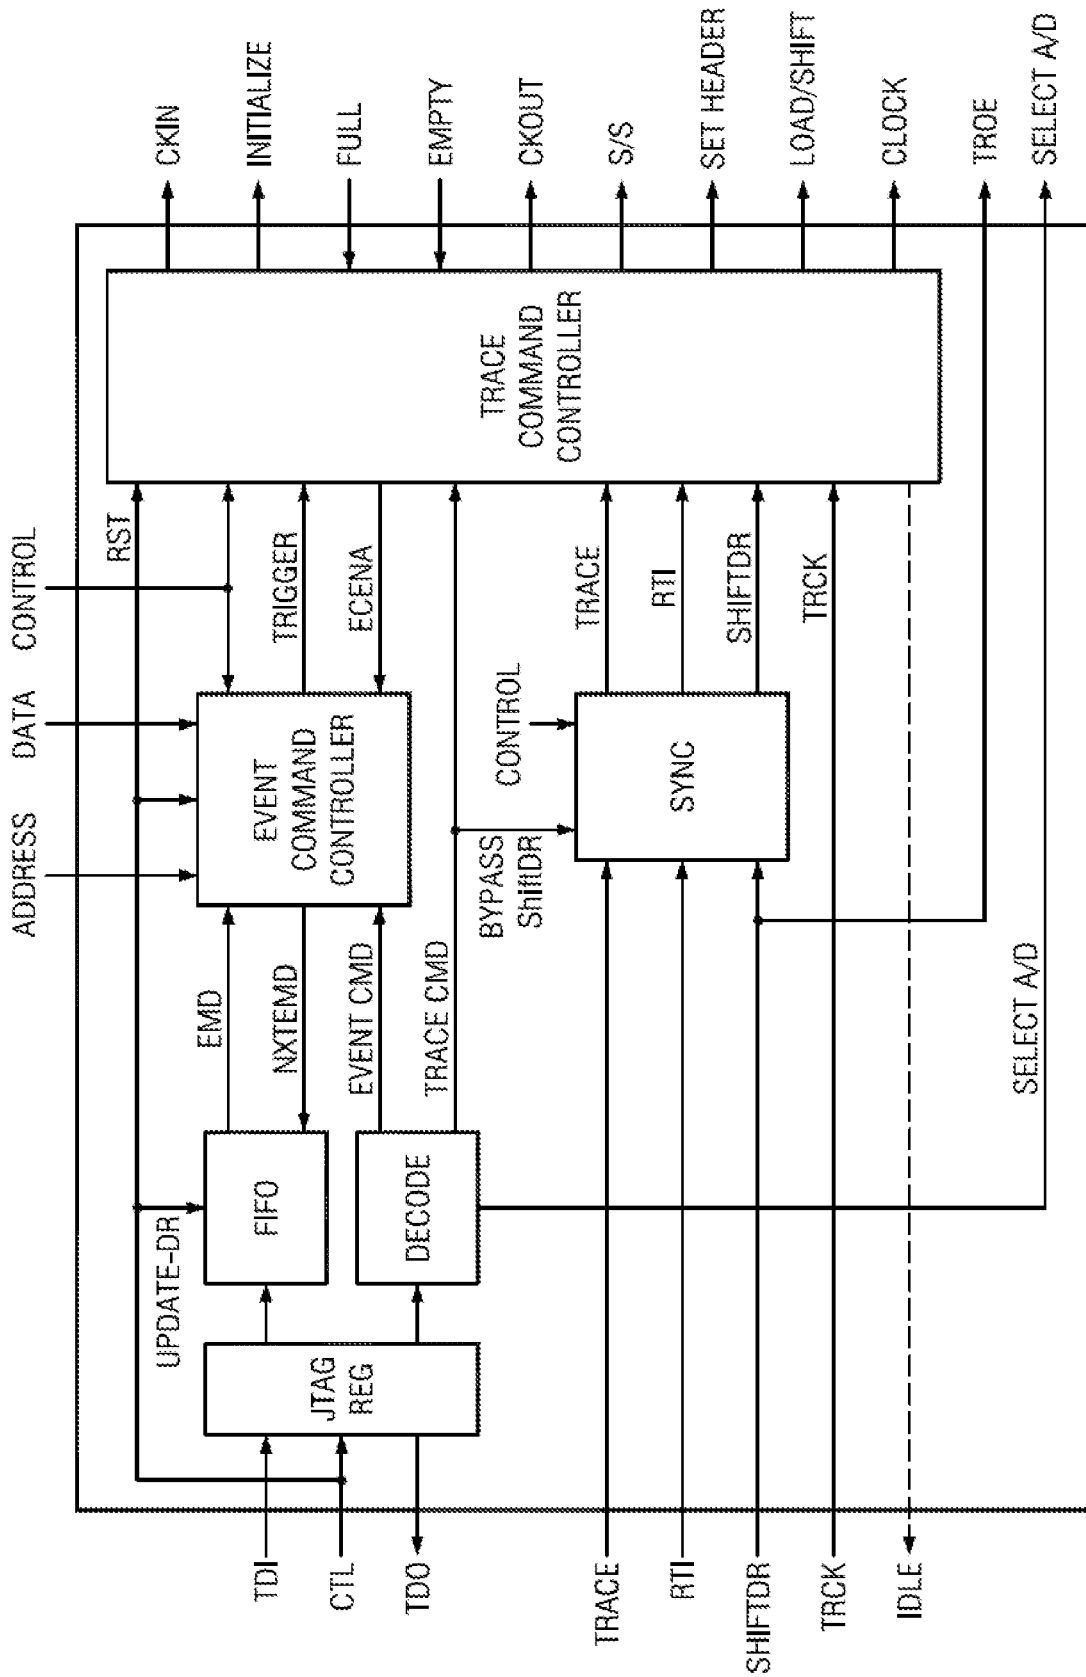 ADDRESS
DATA
CONTROL
TDI
CTL
TDO
TRACE
RTI
SHIFTDR
TRCK
IDLE
JTAG
REG
UPDATE-DR
FIFO
DECODE
EMD
NXTEMD
EVENT CMD
TRACE CMD
EVENT
COMMAND
CONTROLLER
RST
TRIGGER
ECENA
BYPASS
ShiftDR
CONTROL
SYNC
TRACE
RTI
SHIFTDR
TRCK
SELECT A/D
TRACE
COMMAND
CONTROLLER
CKIN
INITIALIZE
FULL
EMPTY
CKOUT
S/S
SET HEADER
LOAD/SHIFT
CLOCK
TROE
SELECT A/D